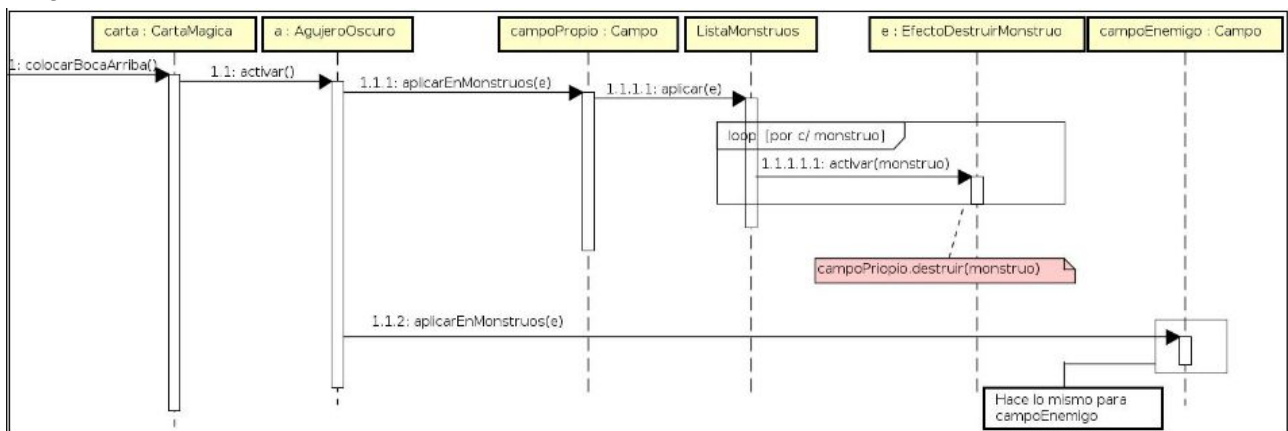 carta : CartaMagica
a : AgujeroOscuro
campoPropio : Campo
ListaMonstruos
e : EfectoDestruirMonstruo
campoEnemigo : Campo
1: colocarBocaArriba()
1.1: activar()
1.1.1: aplicarEnMonstruos(e)
1.1.1.1: aplicar(e)
loop [por c/ monstruo]
1.1.1.1.1: activar(monstruo)
campoPriopio.destruir(monstruo)
1.1.2: aplicarEnMonstruos(e)
Hace lo mismo para
campoEnemigo